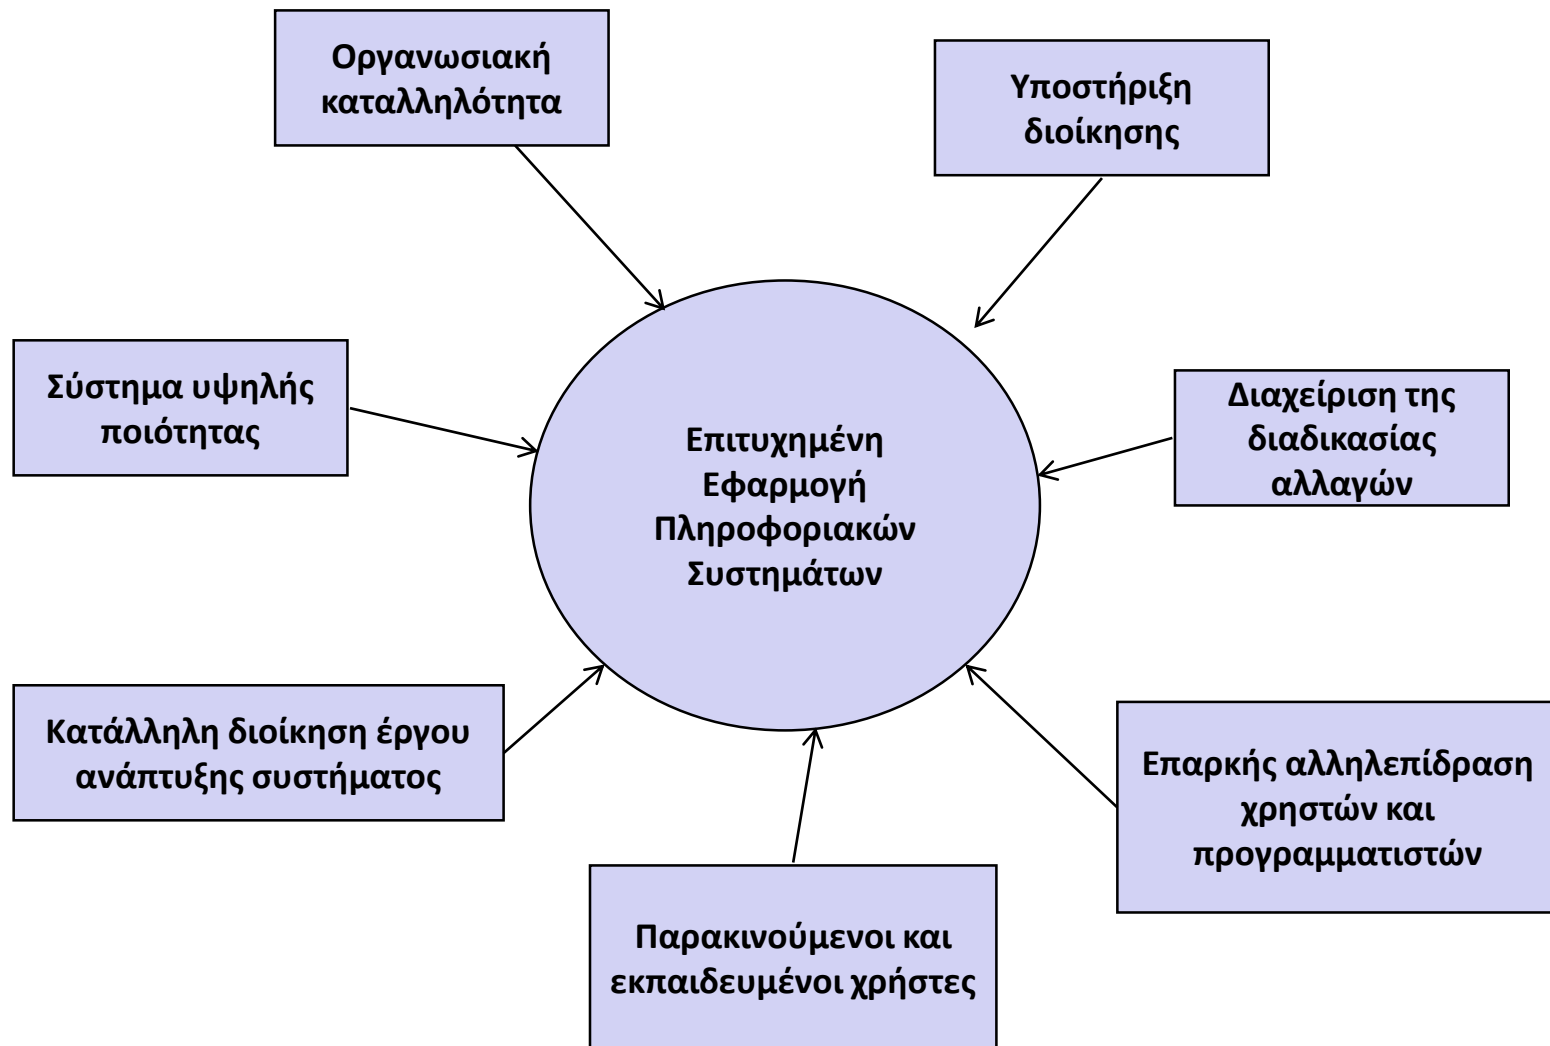 Οργανωσιακή
καταλληλότητα
Υποστήριξη
διοίκησης
Σύστημα υψηλής
ποιότητας
Διαχείριση της
διαδικασίας
αλλαγών
Επιτυχημένη
Εφαρμογή
Πληροφοριακών
Συστημάτων
Κατάλληλη διοίκηση έργου
ανάπτυξης συστήματος
Επαρκής αλληλεπίδραση
χρηστών και
προγραμματιστών
Παρακινούμενοι και
εκπαιδευμένοι χρήστες